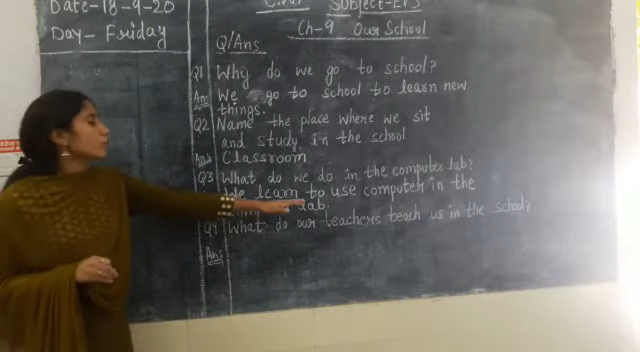 Date-18-9-20
Day- Friday
C.W. Subject-EVS
Ch-9 Our School
Q/Ans
Q1 Why do we go to school?
Ans We go to school to learn new
things.
Q2 Name the place where we sit
and study in the school
Ans Classroom
Q3 What do we do in the computer lab?
We learn to use computer in the
lab.
Q4 What do our teachers teach us in the school?
Ans